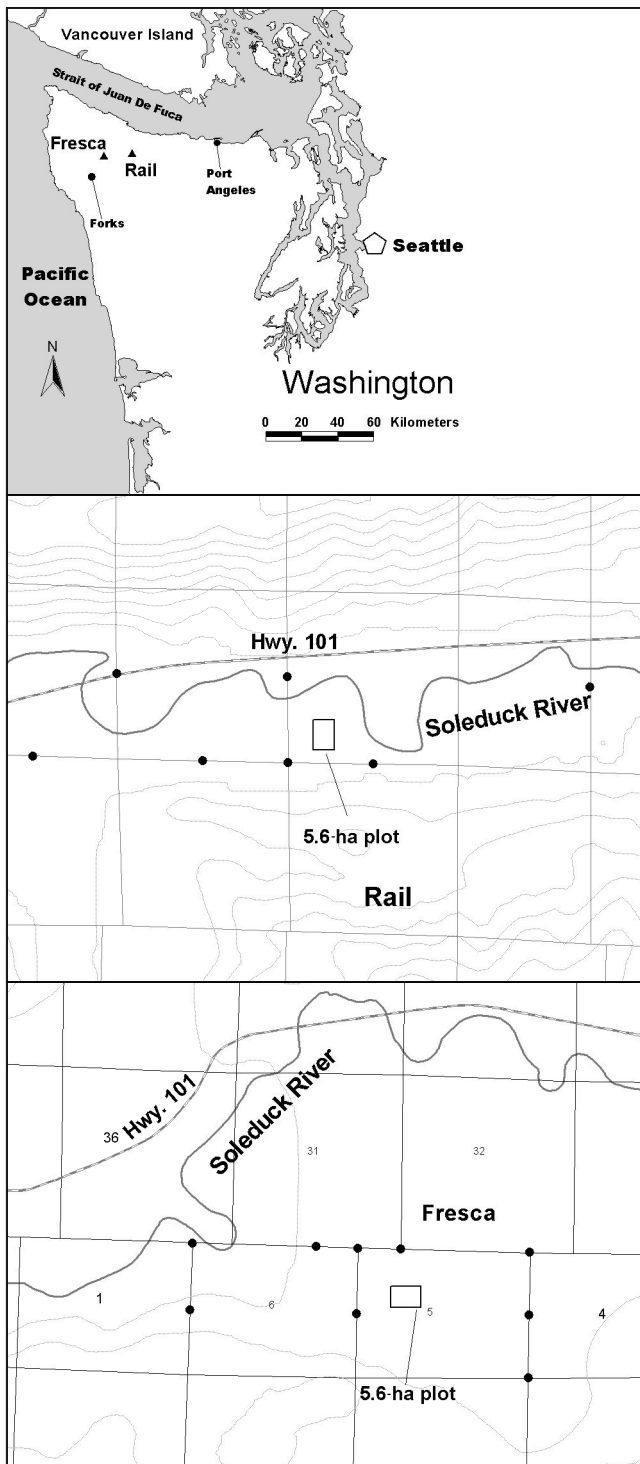 Vancouver Island
Strait of Juan De Fuca
Fresca
Rail
Port
Angeles
Forks
Seattle
Pacific
Ocean
N
Washington
0 20 40 60 Kilometers
Hwy. 101
Soleduck River
5.6-ha plot
Rail
Hwy. 101
Soleduck River
36
31
32
Fresca
1
6
5
4
5.6-ha plot